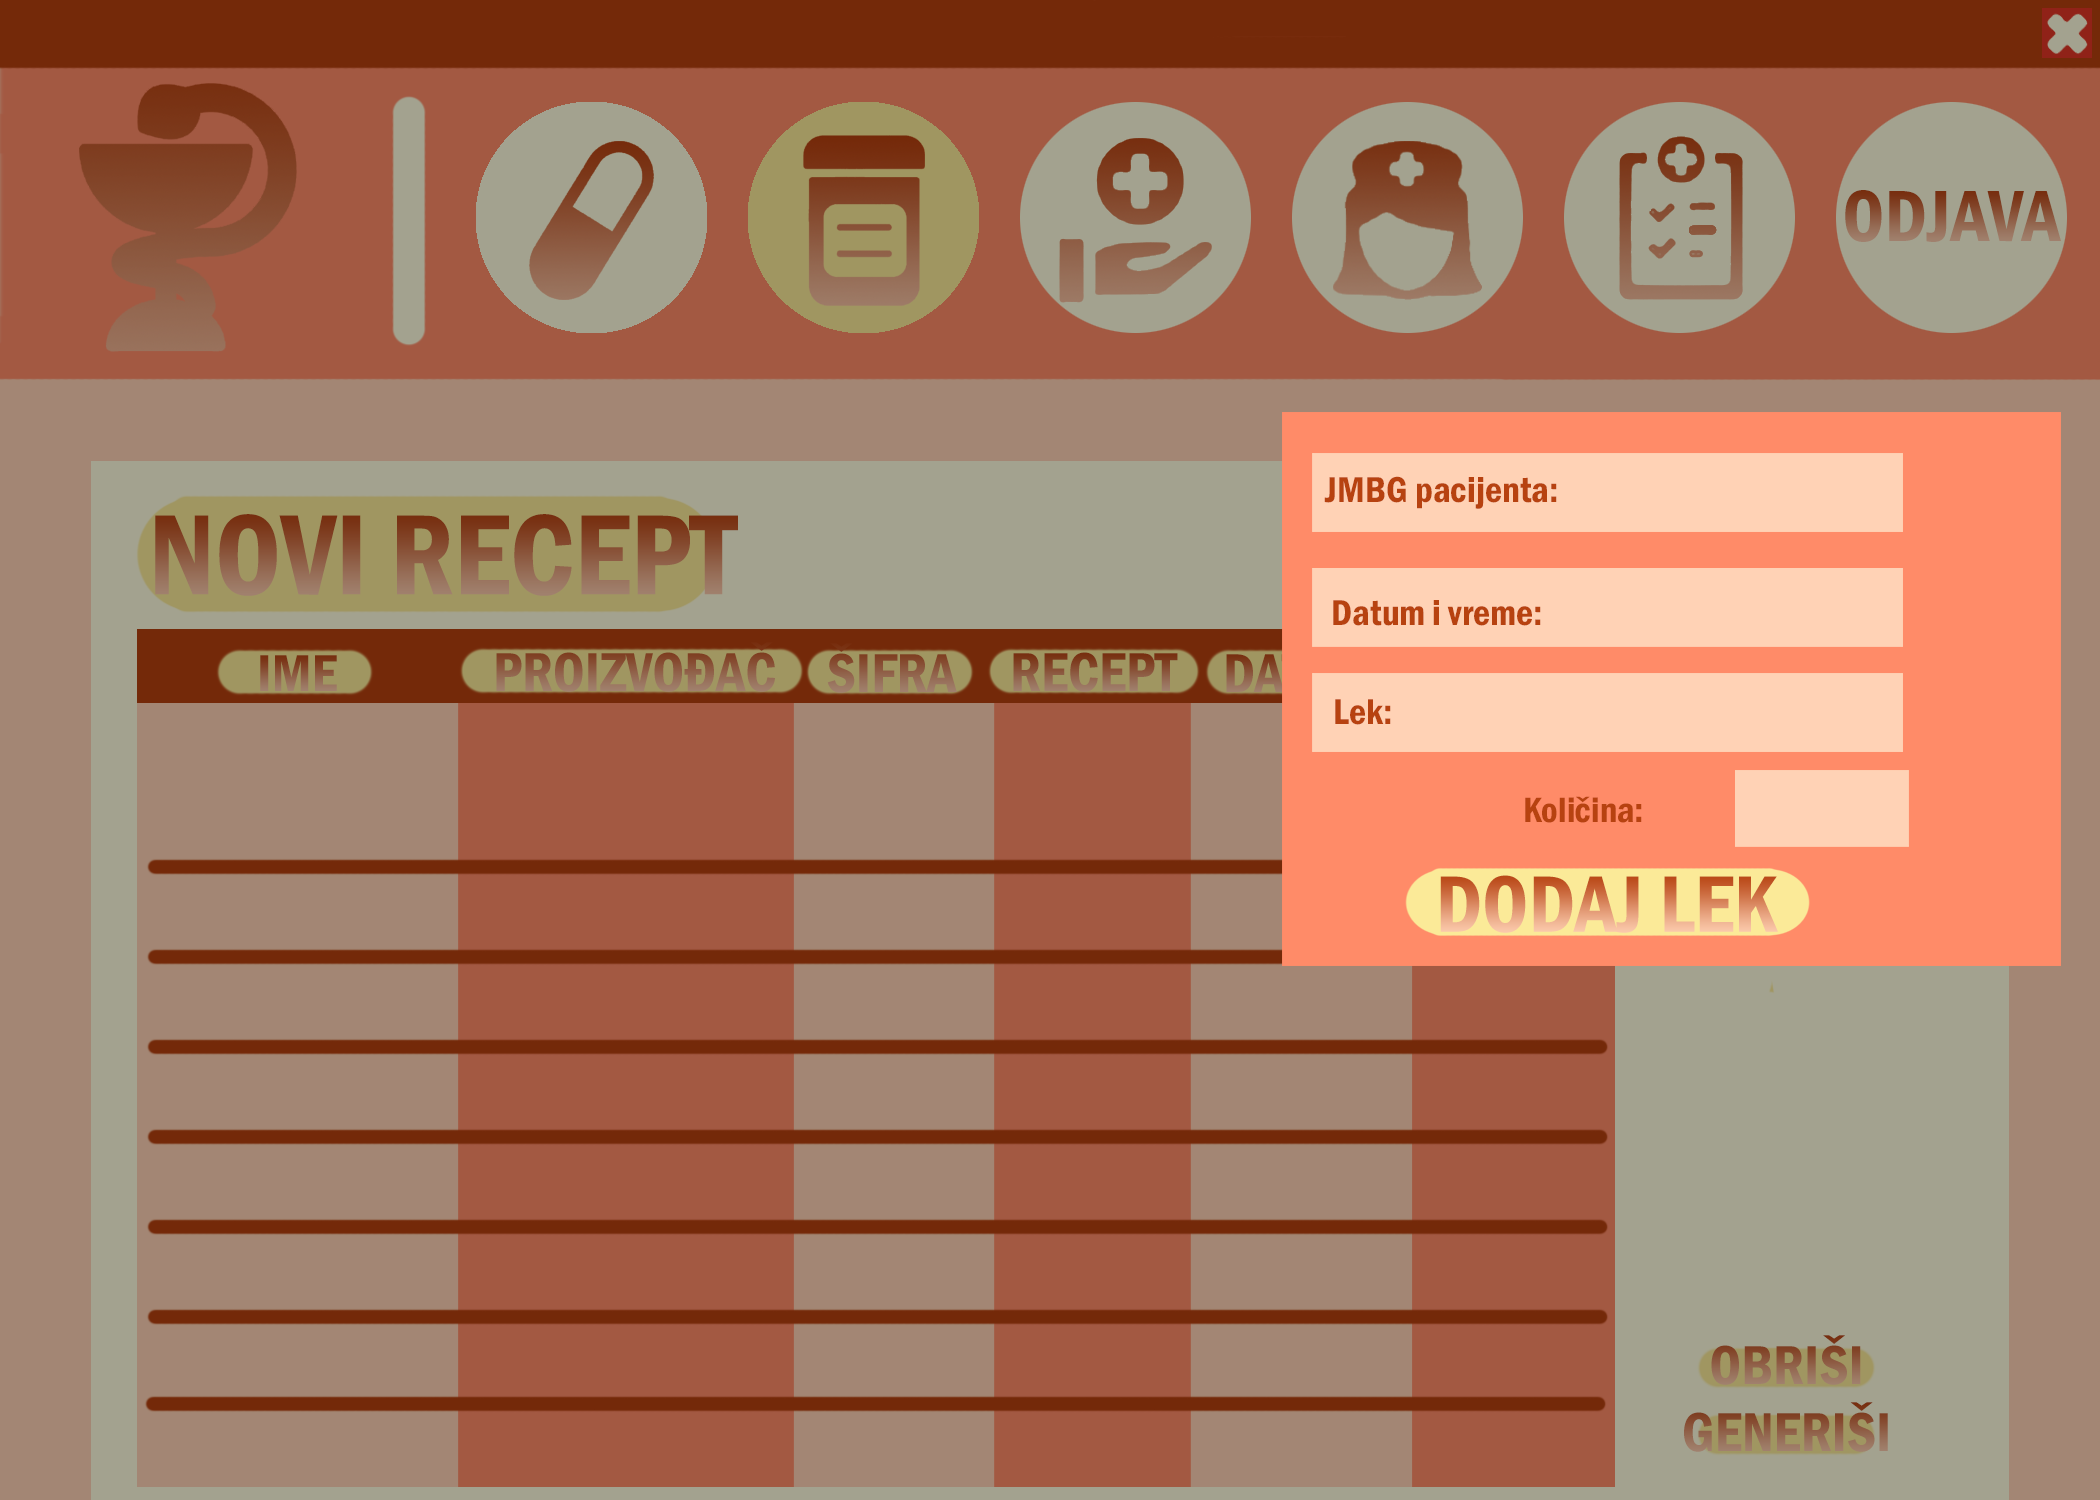 ODJAVA
JMBG pacijenta:
NOVI RECEPT
Datum i vreme:
IME PROIZVOĐAČ ŠIFRA RECEPT DA
Lek:
Količina:
DODAJ LEK
OBRIŠI
GENERIŠI